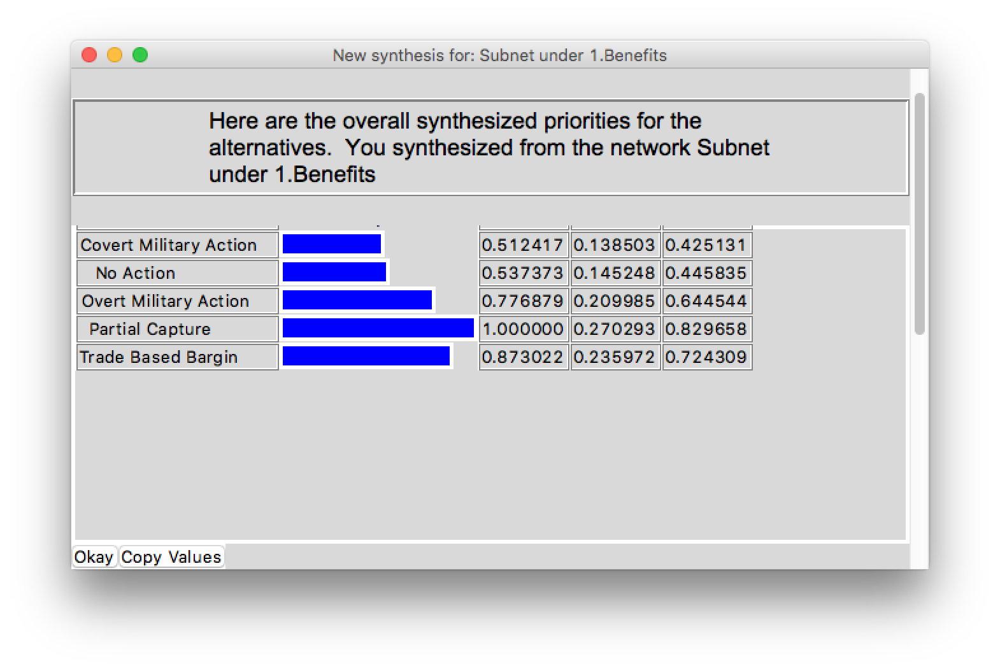 New synthesis for: Subnet under 1.Benefits
Here are the overall synthesized priorities for the
alternatives.  You synthesized from the network Subnet
under 1.Benefits
Covert Military Action 0.512417 0.138503 0.425131
No Action 0.537373 0.145248 0.445835
Overt Military Action 0.776879 0.209985 0.644544
Partial Capture 1.000000 0.270293 0.829658
Trade Based Bargin 0.873022 0.235972 0.724309
Okay Copy Values